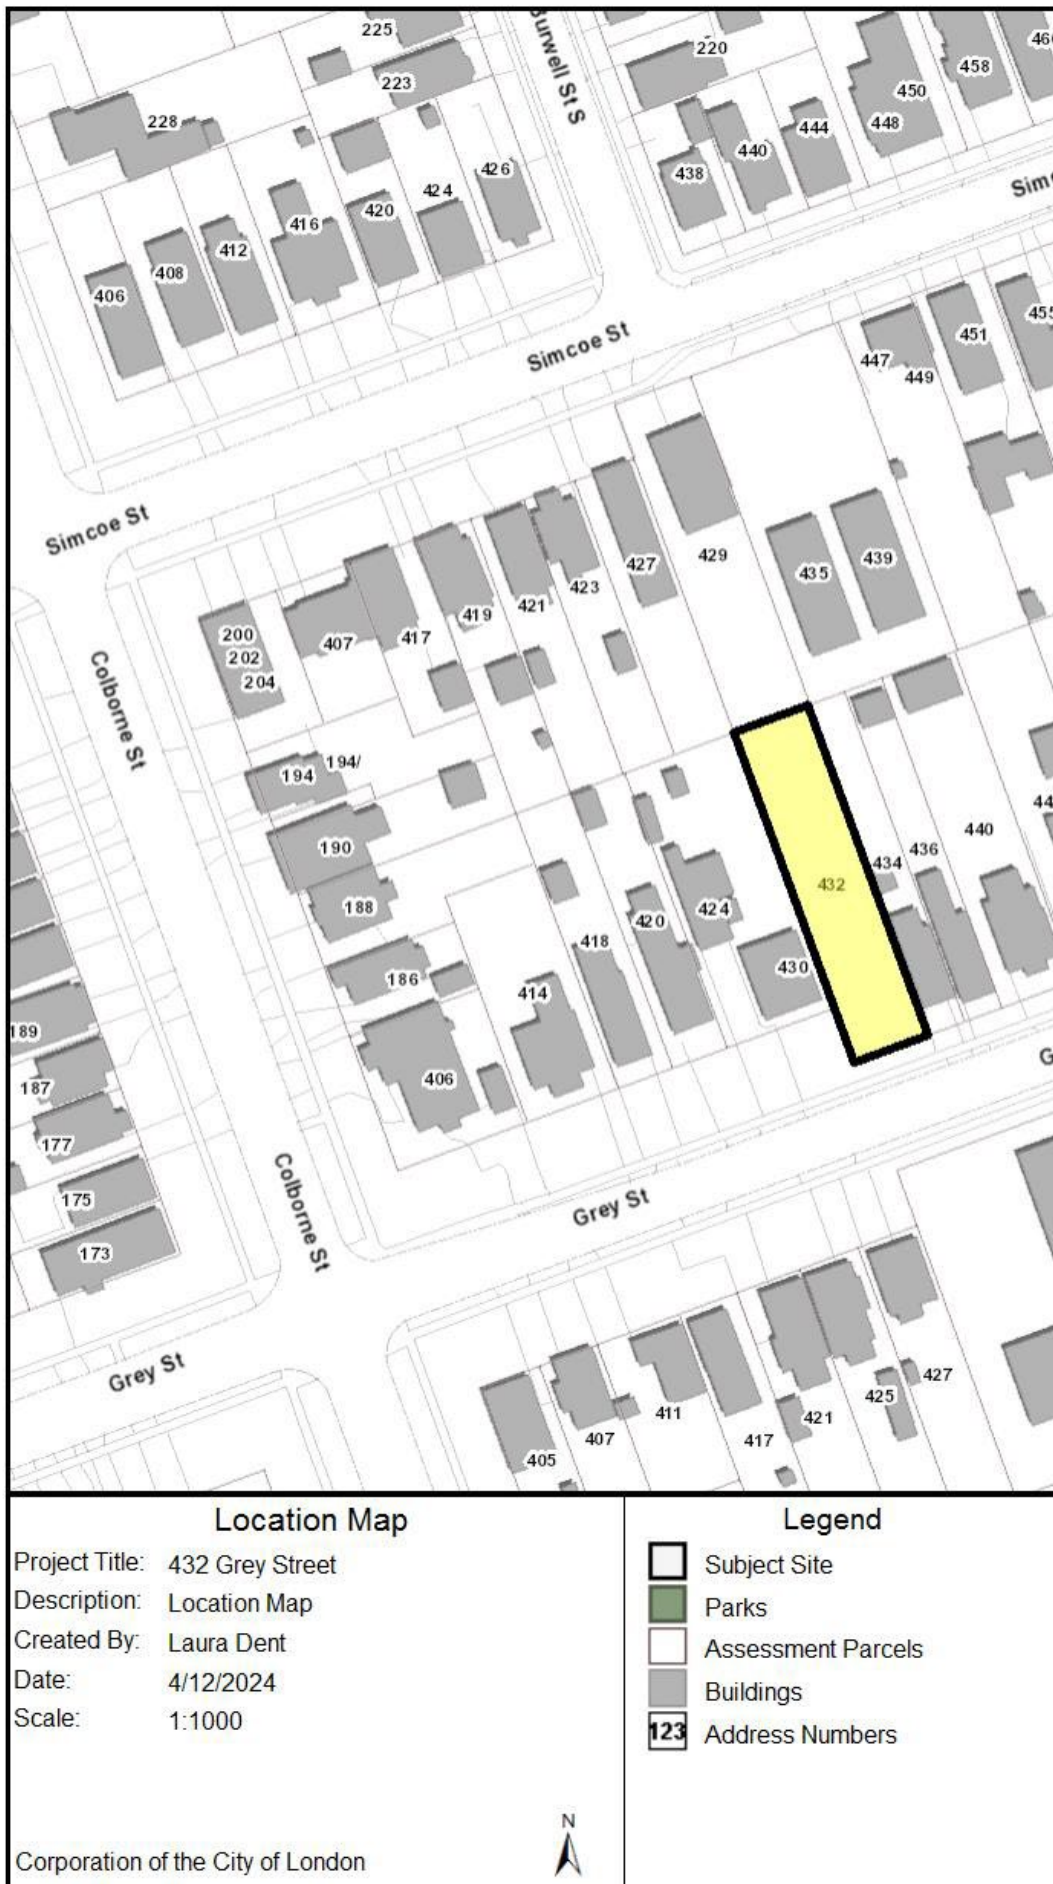 225
223
228
Burwell St S
220
460
458
450
448
444
440
438
426
424
420
416
412
408
406
Simcoe St
447
449
451
455
Simcoe St
Simcoe St
200
202
204
407
417
419
421
423
427
429
435
439
Colborne St
194
194/
190
188
186
406
414
418
420
424
430
432
434
436
440
189
187
177
175
173
Colborne St
Grey St
Grey St
405
407
411
417
421
425
427
Location Map
Project Title: 432 Grey Street
Description: Location Map
Created By: Laura Dent
Date: 4/12/2024
Scale: 1:1000
Corporation of the City of London
N
Legend
Subject Site
Parks
Assessment Parcels
Buildings
123 Address Numbers